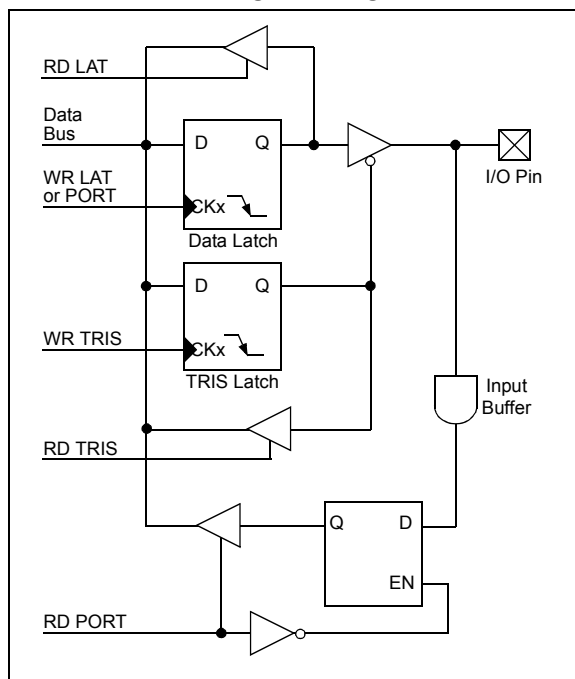 RD LAT
Data
Bus
D Q
WR LAT
or PORT
CKx
I/O Pin
Data Latch
D Q
WR TRIS
CKx
TRIS Latch
Input
Buffer
RD TRIS
Q D
EN
RD PORT